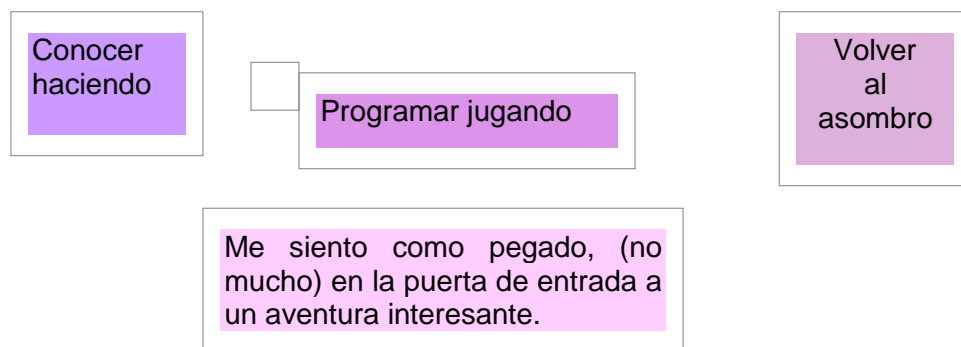 Conocer
haciendo
Programar jugando
Volver
al
asombro
Me siento como pegado, (no
mucho) en la puerta de entrada a
un aventura interesante.